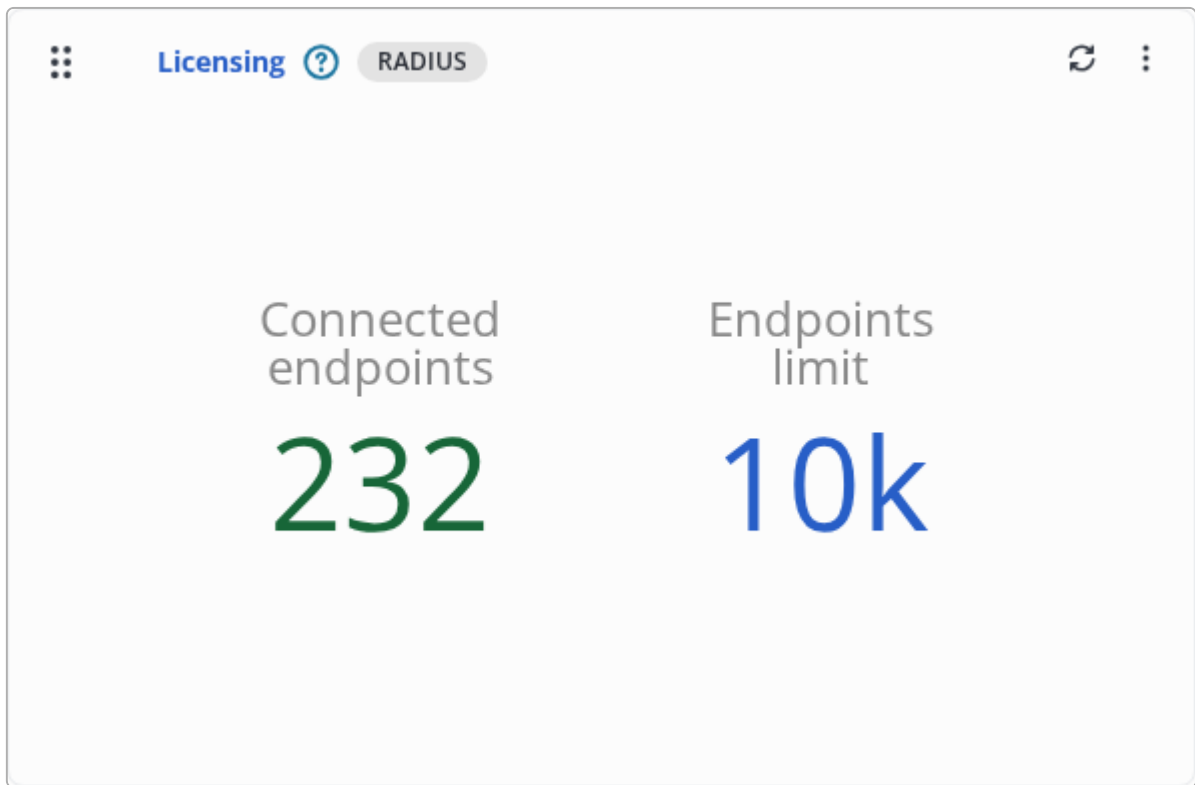 Licensing ? RADIUS
Connected
endpoints
232
Endpoints
limit
10k